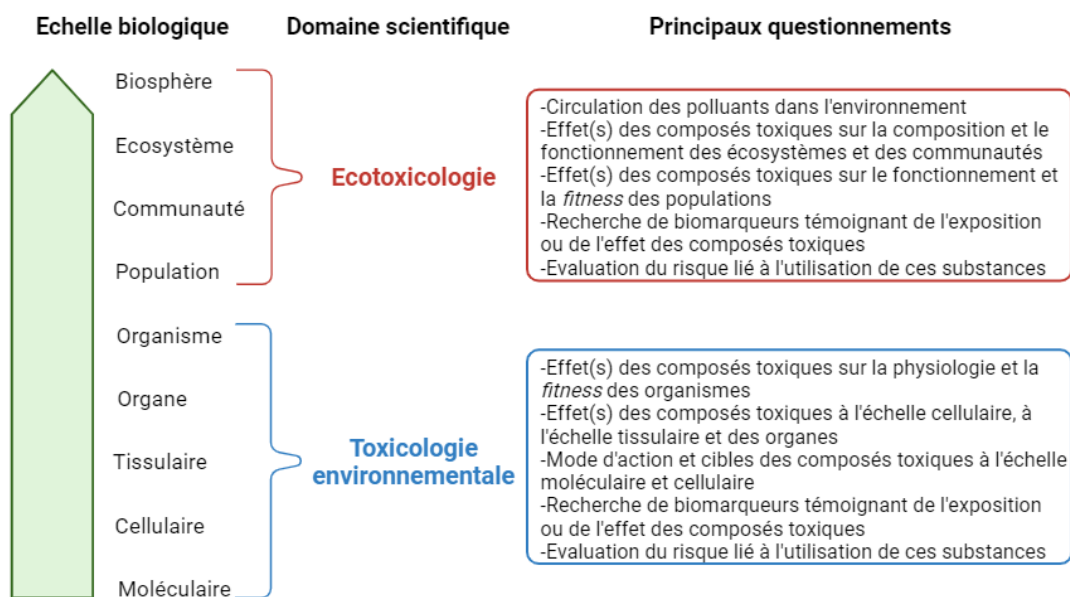 Echelle biologique
Domaine scientifique
Principaux questionnements
Biosphère
Ecosystème
Communauté
Population
Ecotoxicologie
-Circulation des polluants dans l'environnement
-Effet(s) des composés toxiques sur la composition et le
fonctionnement des écosystèmes et des communautés
-Effet(s) des composés toxiques sur le fonctionnement et
la fitness des populations
-Recherche de biomarqueurs témoignant de l'exposition
ou de l'effet des composés toxiques
-Evaluation du risque lié à l'utilisation de ces substances
Organisme
Organe
Tissulaire
Cellulaire
Moléculaire
Toxicologie
environnementale
-Effet(s) des composés toxiques sur la physiologie et la
fitness des organismes
-Effet(s) des composés toxiques à l'échelle cellulaire, à
l'échelle tissulaire et des organes
-Mode d'action et cibles des composés toxiques à l'échelle
moléculaire et cellulaire
-Recherche de biomarqueurs témoignant de l'exposition
ou de l'effet des composés toxiques
-Evaluation du risque lié à l'utilisation de ces substances